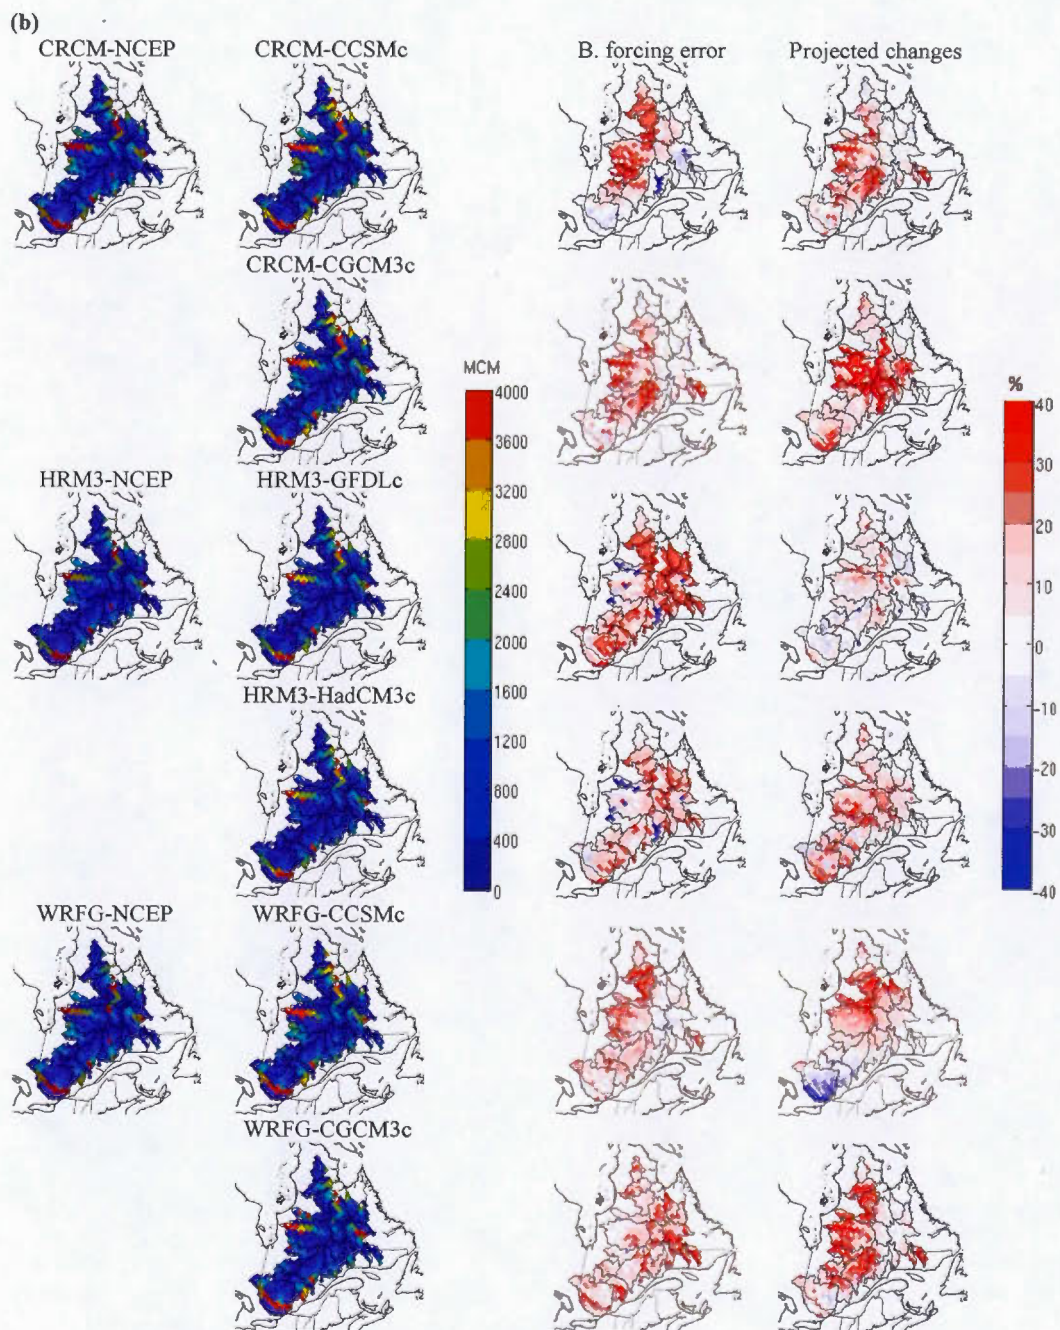 (b)
CRCM-NCEP CRCM-CCSMc B. forcing error Projected changes
CRCM-CGCM3c
MCM
4000
3600
3200
2800
2400
2000
1600
1200
800
400
0
%
40
30
20
10
-0
-10
-20
-30
-40
HRM3-NCEP HRM3-GFDLc
HRM3-HadCM3c
WRFG-NCEP WRFG-CCSMc
WRFG-CGCM3c